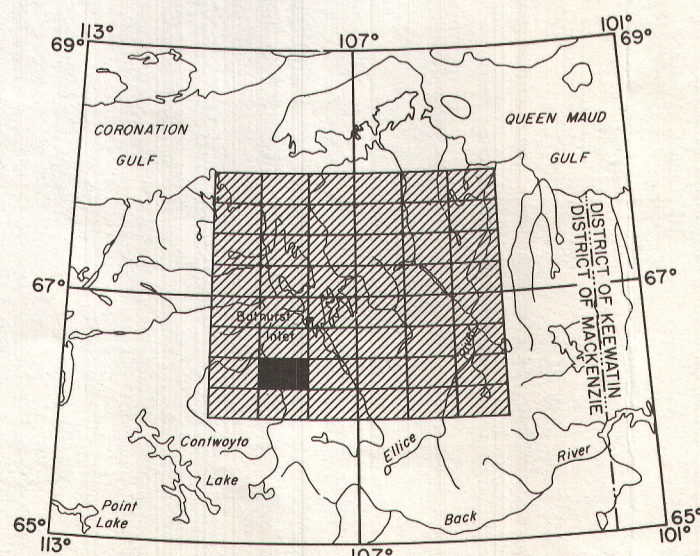 113°
107°
101°
69°
69°
CORONATION
GULF
QUEEN MAUD
GULF
DISTRICT OF KEEWATIN
DISTRICT OF MACKENZIE
67°
67°
Bathurst
Inlet
River
Contwoyto
Lake
Ellice
River
Point
Lake
Back
65°
65°
113°
107°
101°